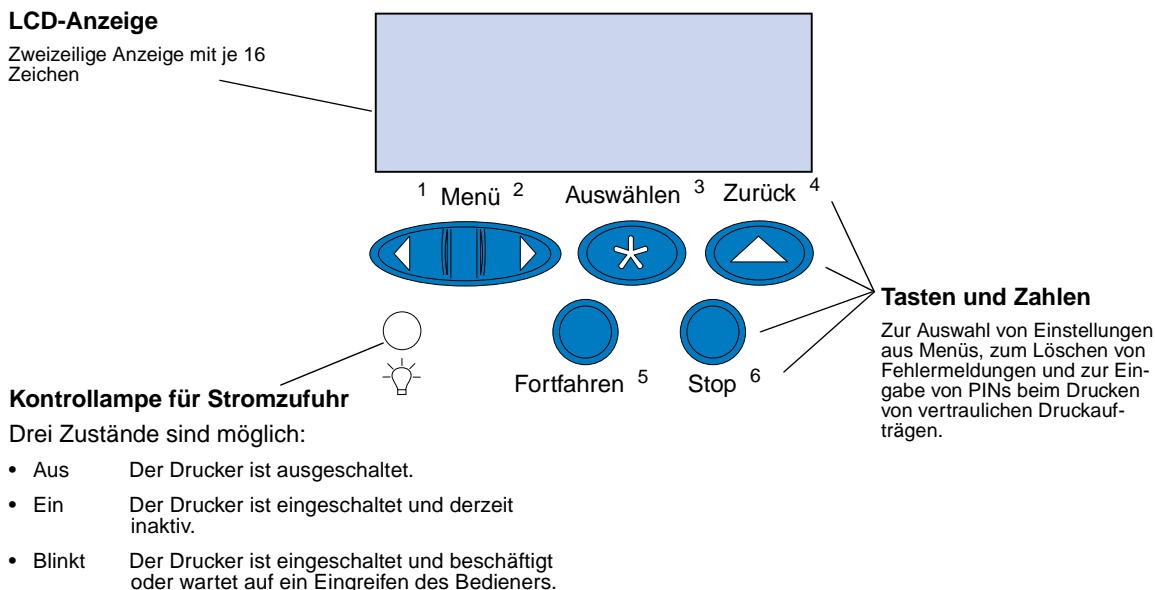 LCD-Anzeige
Zweizeilige Anzeige mit je 16
Zeichen
1 Menü 2 Auswählen 3 Zurück 4
Tasten und Zahlen
Zur Auswahl von Einstellungen
aus Menüs, zum Löschen von
Fehlermeldungen und zur Ein-
gabe von PINs beim Drucken
von vertraulichen Druckauf-
trägen.
Fortfahren 5 Stop 6
Kontrollampe für Stromzufuhr
Drei Zustände sind möglich:
• Aus Der Drucker ist ausgeschaltet.
• Ein Der Drucker ist eingeschaltet und derzeit
inaktiv.
• Blinkt Der Drucker ist eingeschaltet und beschäftigt
oder wartet auf ein Eingreifen des Bedieners.